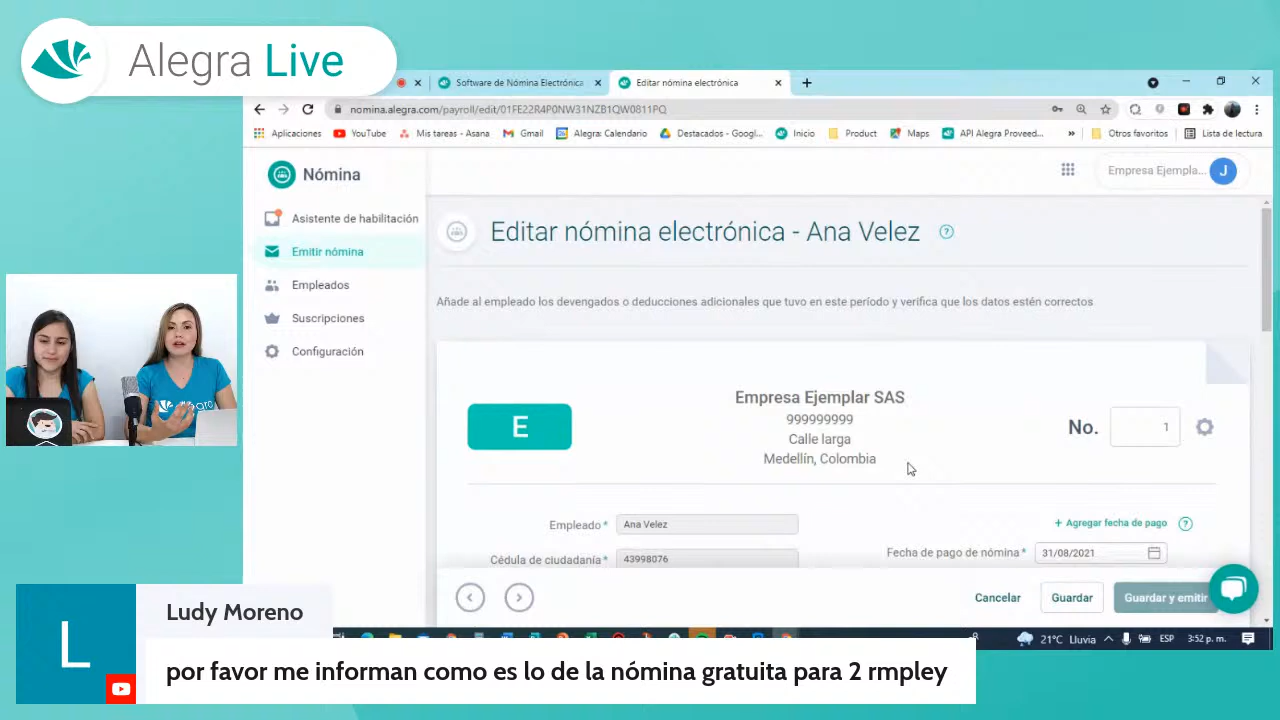 Alegra Live
Software de Nómina Electrónica
Editar nómina electrónica
nomina.alegra.com/payroll/edit/01FE22R4P0NW31NZB1QW0811PQ
Aplicaciones
YouTube
Mis tareas - Asana
Gmail
Alegra: Calendario
Destacados - Googl...
Inicio
Product
Maps
API Alegra Proveed...
»
Otros favoritos
Lista de lectura
Nómina
Empresa Ejempla...
J
Asistente de habilitación
Emitir nómina
Empleados
Suscripciones
Configuración
Editar nómina electrónica - Ana Velez
?
Añade al empleado los devengados o deducciones adicionales que tuvo en este período y verifica que los datos estén correctos
E
Empresa Ejemplar SAS
999999999
Calle larga
Medellín, Colombia
No. 1
Empleado * Ana Velez
+ Agregar fecha de pago ?
Cédula de ciudadanía * 43998076
Fecha de pago de nómina * 31/08/2021
Cancelar
Guardar
Guardar y emitir
21°C Lluvia
ESP
3:52 p. m.
L
Ludy Moreno
por favor me informan como es lo de la nómina gratuita para 2 rmpley